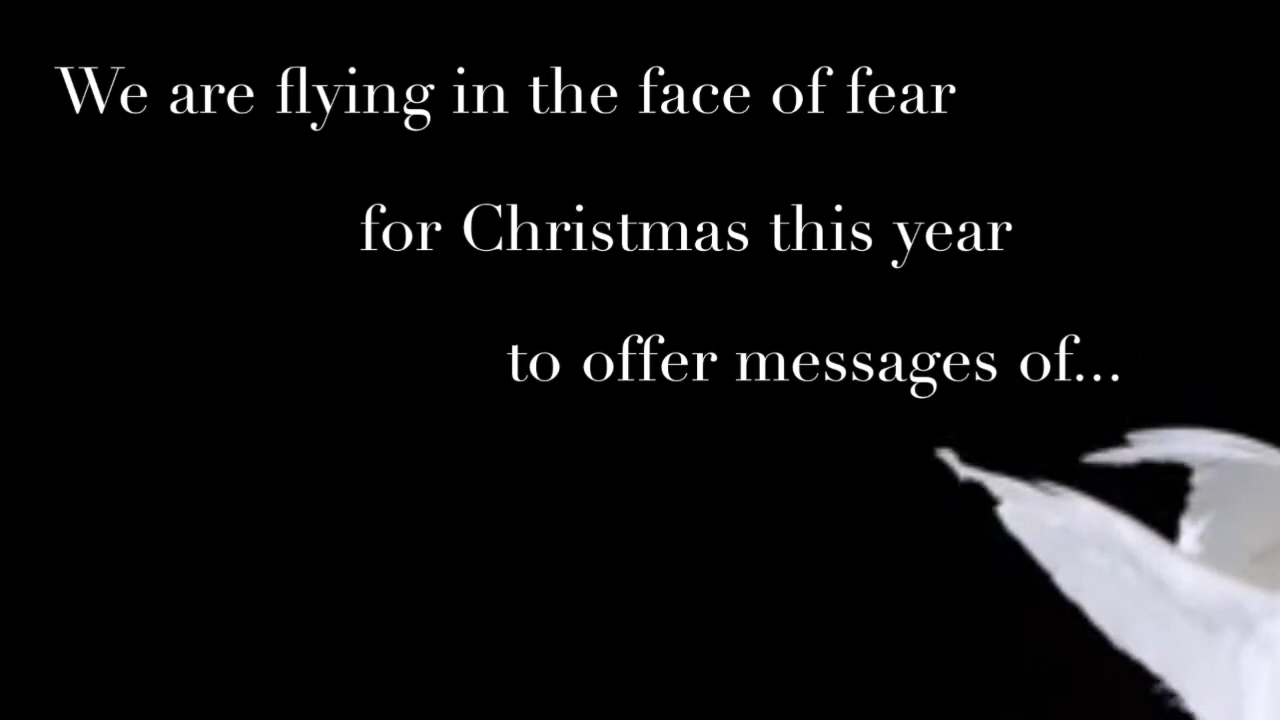 We are flying in the face of fear
for Christmas this year
to offer messages of...